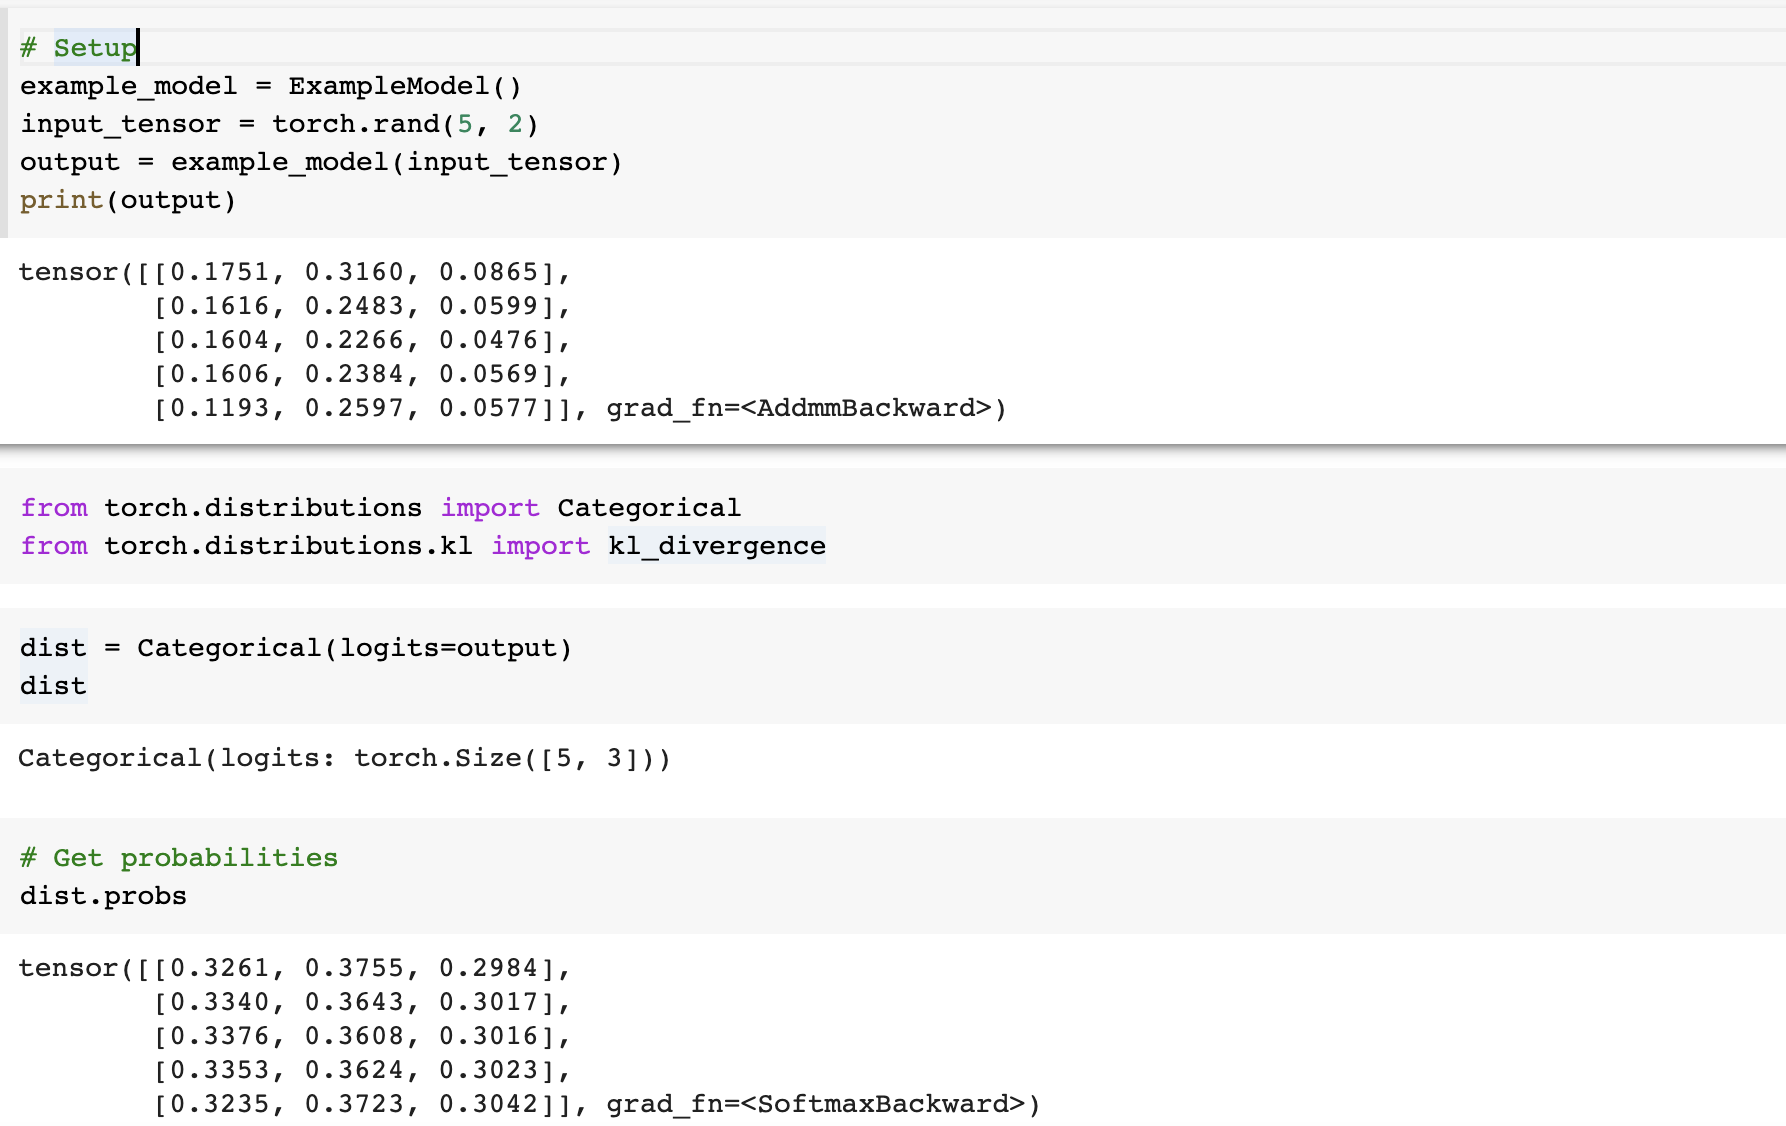 # Setup
example_model = ExampleModel()
input_tensor = torch.rand(5, 2)
output = example_model(input_tensor)
print(output)
tensor([[0.1751, 0.3160, 0.0865],
        [0.1616, 0.2483, 0.0599],
        [0.1604, 0.2266, 0.0476],
        [0.1606, 0.2384, 0.0569],
        [0.1193, 0.2597, 0.0577]], grad_fn=<AddmmBackward>)
from torch.distributions import Categorical
from torch.distributions.kl import kl_divergence
dist = Categorical(logits=output)
dist
Categorical(logits: torch.Size([5, 3]))
# Get probabilities
dist.probs
tensor([[0.3261, 0.3755, 0.2984],
        [0.3340, 0.3643, 0.3017],
        [0.3376, 0.3608, 0.3016],
        [0.3353, 0.3624, 0.3023],
        [0.3235, 0.3723, 0.3042]], grad_fn=<SoftmaxBackward>)